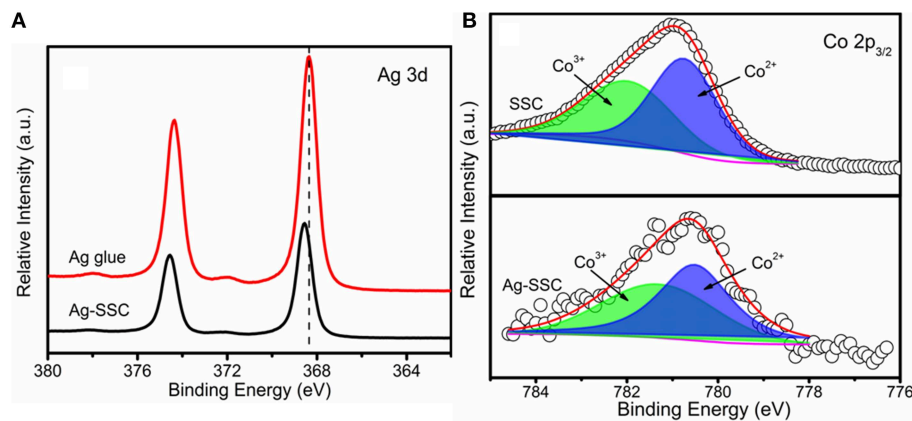 A
Ag 3d
Ag glue
Ag-SSC
Relative Intensity (a.u.)
380 376 372 368 364
Binding Energy (eV)
B
Co 2p3/2
Co3+
Co2+
SSC
Co3+
Co2+
Ag-SSC
Relative Intensity (a.u.)
784 782 780 778 776
Binding Energy (eV)